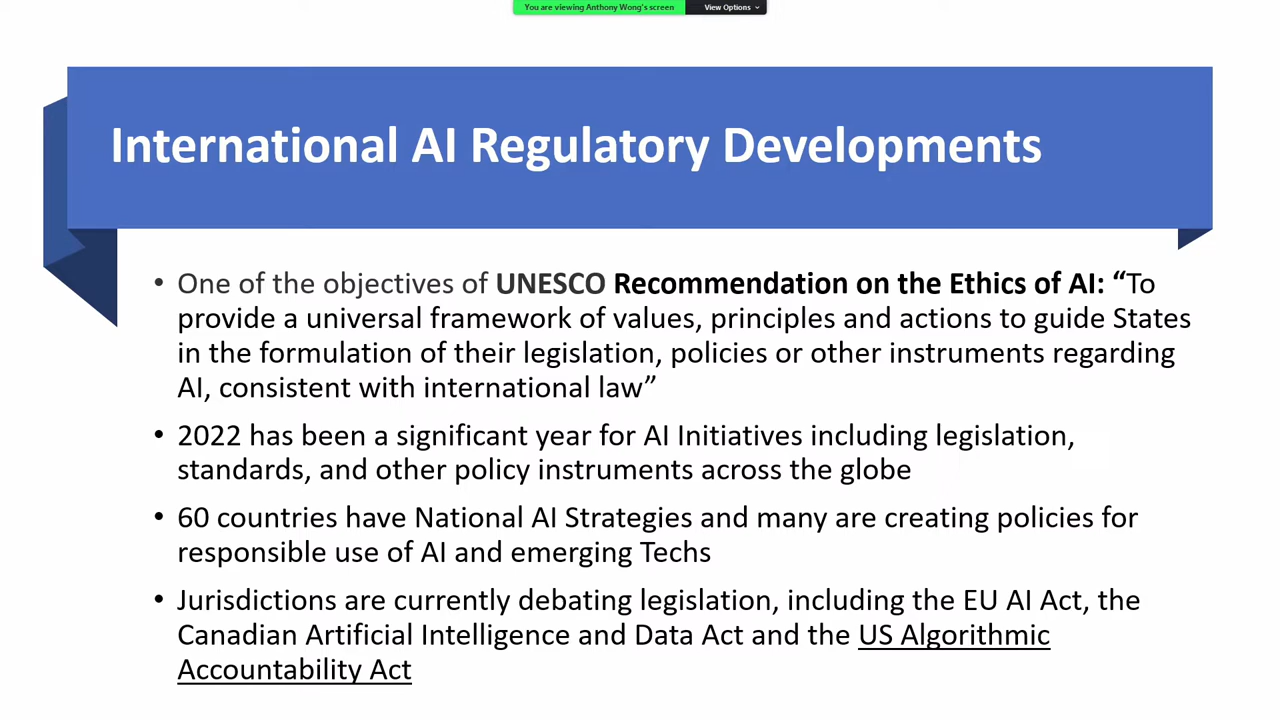 You are viewing Anthony Wong's screen View Options
International AI Regulatory Developments
• One of the objectives of UNESCO Recommendation on the Ethics of AI: “To
provide a universal framework of values, principles and actions to guide States
in the formulation of their legislation, policies or other instruments regarding
AI, consistent with international law”
• 2022 has been a significant year for AI Initiatives including legislation,
standards, and other policy instruments across the globe
• 60 countries have National AI Strategies and many are creating policies for
responsible use of AI and emerging Techs
• Jurisdictions are currently debating legislation, including the EU AI Act, the
Canadian Artificial Intelligence and Data Act and the US Algorithmic
Accountability Act